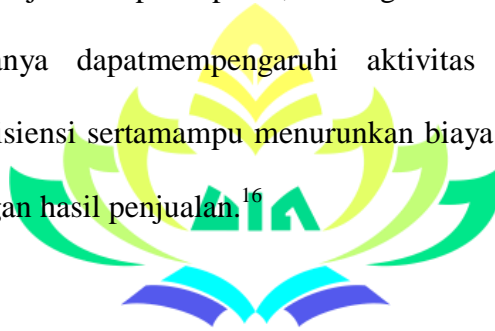 anya dapatmempengaruhi aktivitas
isiensi sertamampu menurunkan biaya
gan hasil penjualan.16